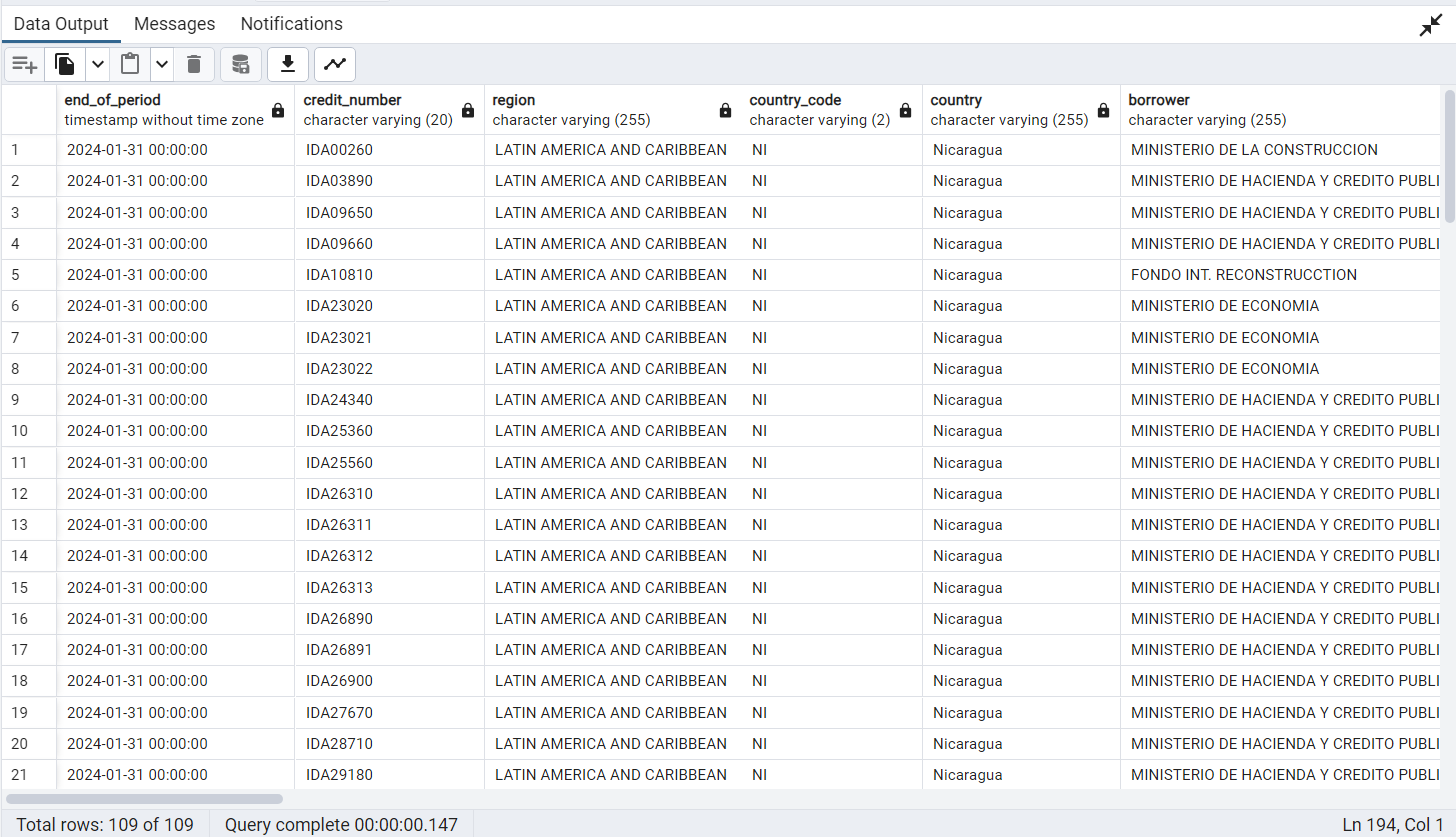 Data Output Messages Notifications
end_of_period credit_number region country_code country borrower
timestamp without time zone character varying (20) character varying (255) character varying (2) character varying (255) character varying (255)
1 2024-01-31 00:00:00 IDA00260 LATIN AMERICA AND CARIBBEAN NI Nicaragua MINISTERIO DE LA CONSTRUCCION
2 2024-01-31 00:00:00 IDA03890 LATIN AMERICA AND CARIBBEAN NI Nicaragua MINISTERIO DE HACIENDA Y CREDITO PUBLI
3 2024-01-31 00:00:00 IDA09650 LATIN AMERICA AND CARIBBEAN NI Nicaragua MINISTERIO DE HACIENDA Y CREDITO PUBLI
4 2024-01-31 00:00:00 IDA09660 LATIN AMERICA AND CARIBBEAN NI Nicaragua MINISTERIO DE HACIENDA Y CREDITO PUBLI
5 2024-01-31 00:00:00 IDA10810 LATIN AMERICA AND CARIBBEAN NI Nicaragua FONDO INT. RECONSTRUCCTION
6 2024-01-31 00:00:00 IDA23020 LATIN AMERICA AND CARIBBEAN NI Nicaragua MINISTERIO DE ECONOMIA
7 2024-01-31 00:00:00 IDA23021 LATIN AMERICA AND CARIBBEAN NI Nicaragua MINISTERIO DE ECONOMIA
8 2024-01-31 00:00:00 IDA23022 LATIN AMERICA AND CARIBBEAN NI Nicaragua MINISTERIO DE ECONOMIA
9 2024-01-31 00:00:00 IDA24340 LATIN AMERICA AND CARIBBEAN NI Nicaragua MINISTERIO DE HACIENDA Y CREDITO PUBLI
10 2024-01-31 00:00:00 IDA25360 LATIN AMERICA AND CARIBBEAN NI Nicaragua MINISTERIO DE HACIENDA Y CREDITO PUBLI
11 2024-01-31 00:00:00 IDA25560 LATIN AMERICA AND CARIBBEAN NI Nicaragua MINISTERIO DE HACIENDA Y CREDITO PUBLI
12 2024-01-31 00:00:00 IDA26310 LATIN AMERICA AND CARIBBEAN NI Nicaragua MINISTERIO DE HACIENDA Y CREDITO PUBLI
13 2024-01-31 00:00:00 IDA26311 LATIN AMERICA AND CARIBBEAN NI Nicaragua MINISTERIO DE HACIENDA Y CREDITO PUBLI
14 2024-01-31 00:00:00 IDA26312 LATIN AMERICA AND CARIBBEAN NI Nicaragua MINISTERIO DE HACIENDA Y CREDITO PUBLI
15 2024-01-31 00:00:00 IDA26313 LATIN AMERICA AND CARIBBEAN NI Nicaragua MINISTERIO DE HACIENDA Y CREDITO PUBLI
16 2024-01-31 00:00:00 IDA26890 LATIN AMERICA AND CARIBBEAN NI Nicaragua MINISTERIO DE HACIENDA Y CREDITO PUBLI
17 2024-01-31 00:00:00 IDA26891 LATIN AMERICA AND CARIBBEAN NI Nicaragua MINISTERIO DE HACIENDA Y CREDITO PUBLI
18 2024-01-31 00:00:00 IDA26900 LATIN AMERICA AND CARIBBEAN NI Nicaragua MINISTERIO DE HACIENDA Y CREDITO PUBLI
19 2024-01-31 00:00:00 IDA27670 LATIN AMERICA AND CARIBBEAN NI Nicaragua MINISTERIO DE HACIENDA Y CREDITO PUBLI
20 2024-01-31 00:00:00 IDA28710 LATIN AMERICA AND CARIBBEAN NI Nicaragua MINISTERIO DE HACIENDA Y CREDITO PUBLI
21 2024-01-31 00:00:00 IDA29180 LATIN AMERICA AND CARIBBEAN NI Nicaragua MINISTERIO DE HACIENDA Y CREDITO PUBLI
Total rows: 109 of 109 Query complete 00:00:00.147 Ln 194, Col 1